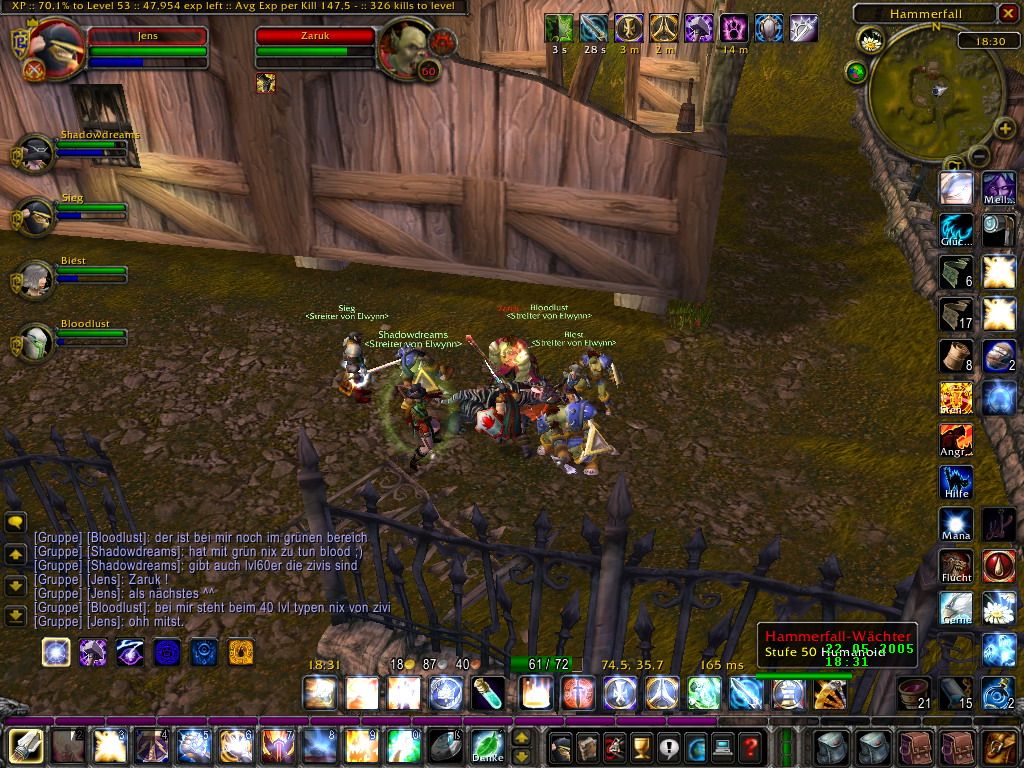 XP :: 70,1% to Level 53 :: 47,954 exp left :: Avg Exp per Kill 147.5 - :: 326 kills to level
Jens
Zaruk
60
3 s
28 s
3 m
2 m
14 m
Hammerfall
N
18:30
Shadowdreams
Sieg
Biest
Bloodlust
Sieg
<Streiter von Elwynn>
Bloodlust
<Streiter von Elwynn>
Shadowdreams
<Streiter von Elwynn>
Biest
<Streiter von Elwynn>
6
17
8
2
Angr..
Hilfe
Mana
Flucht
[Gruppe] [Bloodlust]: der ist bei mir noch im grünen bereich
[Gruppe] [Shadowdreams]: hat mit grün nix zu tun blood ;)
[Gruppe] [Shadowdreams]: gibt auch lvl60er die zivis sind
[Gruppe] [Jens]: Zaruk !
[Gruppe] [Jens]: als nächstes ^^
[Gruppe] [Bloodlust]: bei mir steht beim 40 lvl typen nix von zivi
[Gruppe] [Jens]: ohh mitst.
Hammerfall-Wächter
Stufe 50 Humanoid
22.05.2005
18:31
18:31
18 87 40
61 / 72
74.5, 35.7
165 ms
21
15
2
Danke